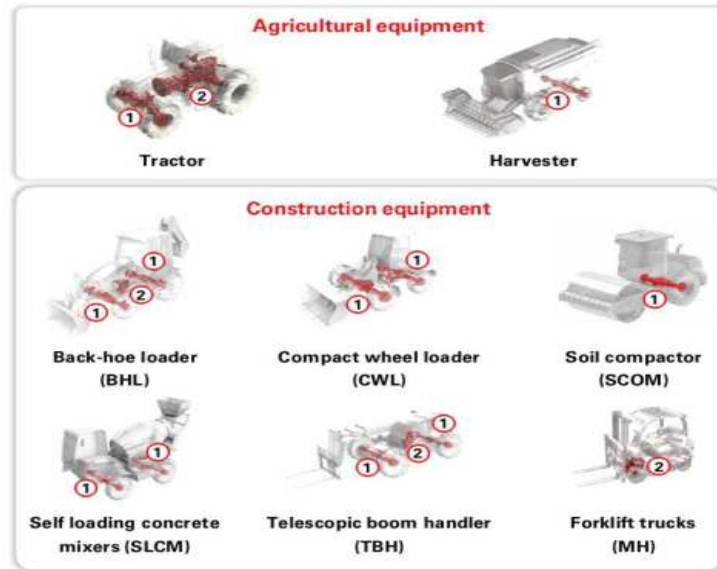 Agricultural equipment
1
2
1
Tractor
Harvester
Construction equipment
1
2
1
1
1
1
Back-hoe loader
(BHL)
Compact wheel loader
(CWL)
Soil compactor
(SCOM)
1
1
1
1
2
2
Self loading concrete
mixers (SLCM)
Telescopic boom handler
(TBH)
Forklift trucks
(MH)